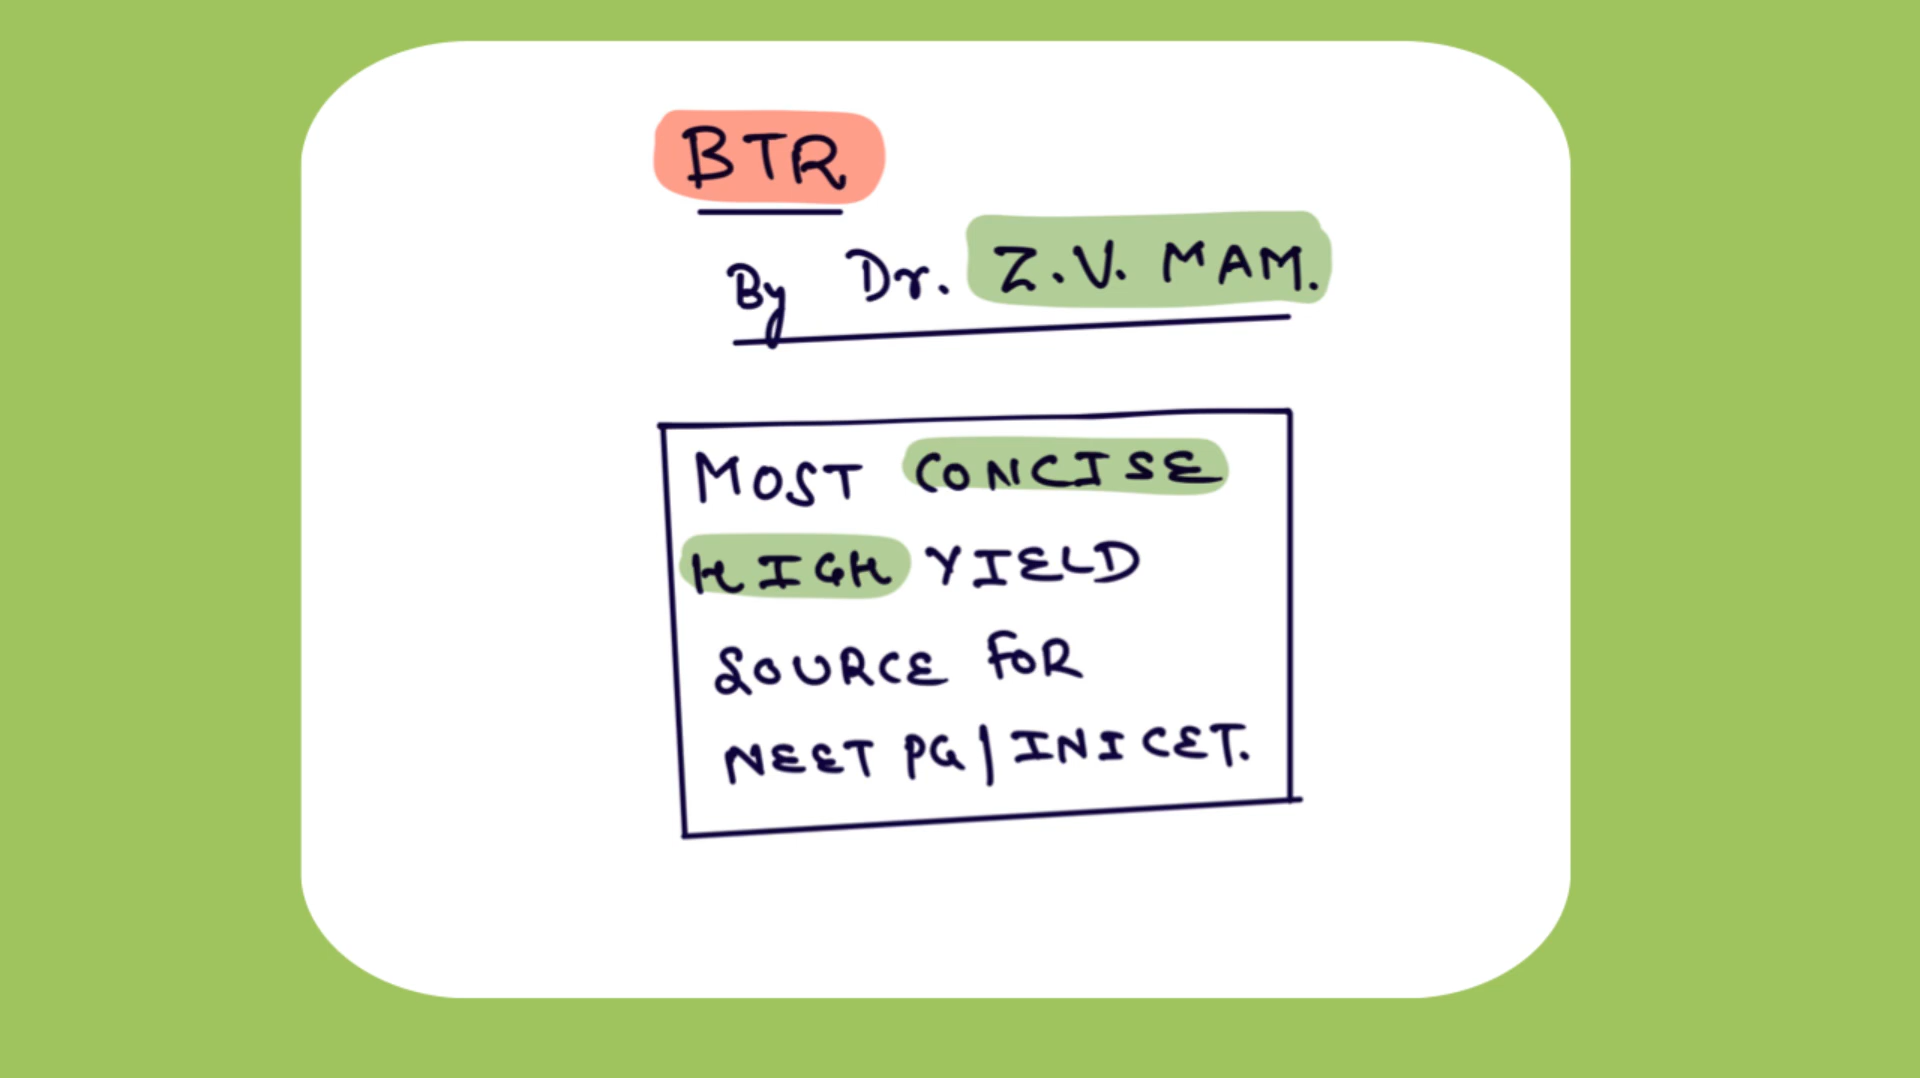 BTR
By Dr. Z.V. MAM.
MOST CONCISE
HIGH YIELD
SOURCE FOR
NEET PG/INICET.